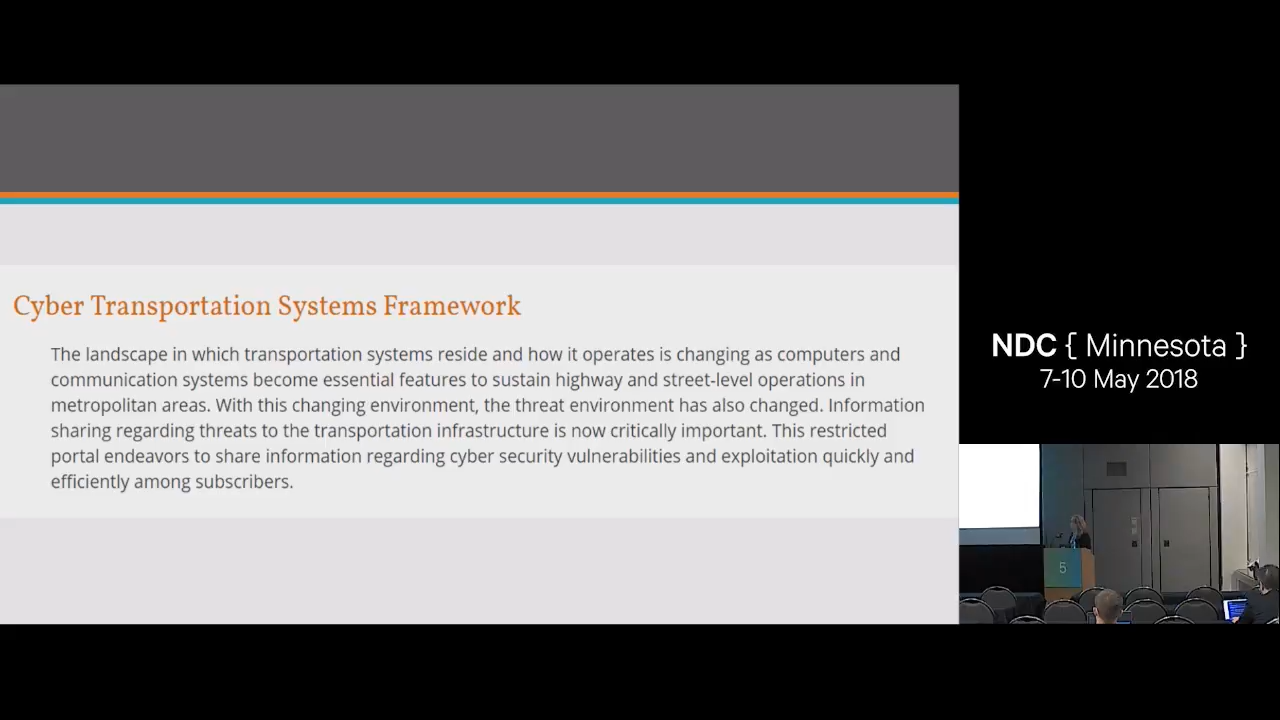 Cyber Transportation Systems Framework
The landscape in which transportation systems reside and how it operates is changing as computers and
communication systems become essential features to sustain highway and street-level operations in
metropolitan areas. With this changing environment, the threat environment has also changed. Information
sharing regarding threats to the transportation infrastructure is now critically important. This restricted
portal endeavors to share information regarding cyber security vulnerabilities and exploitation quickly and
efficiently among subscribers.
NDC { Minnesota }
7-10 May 2018
5